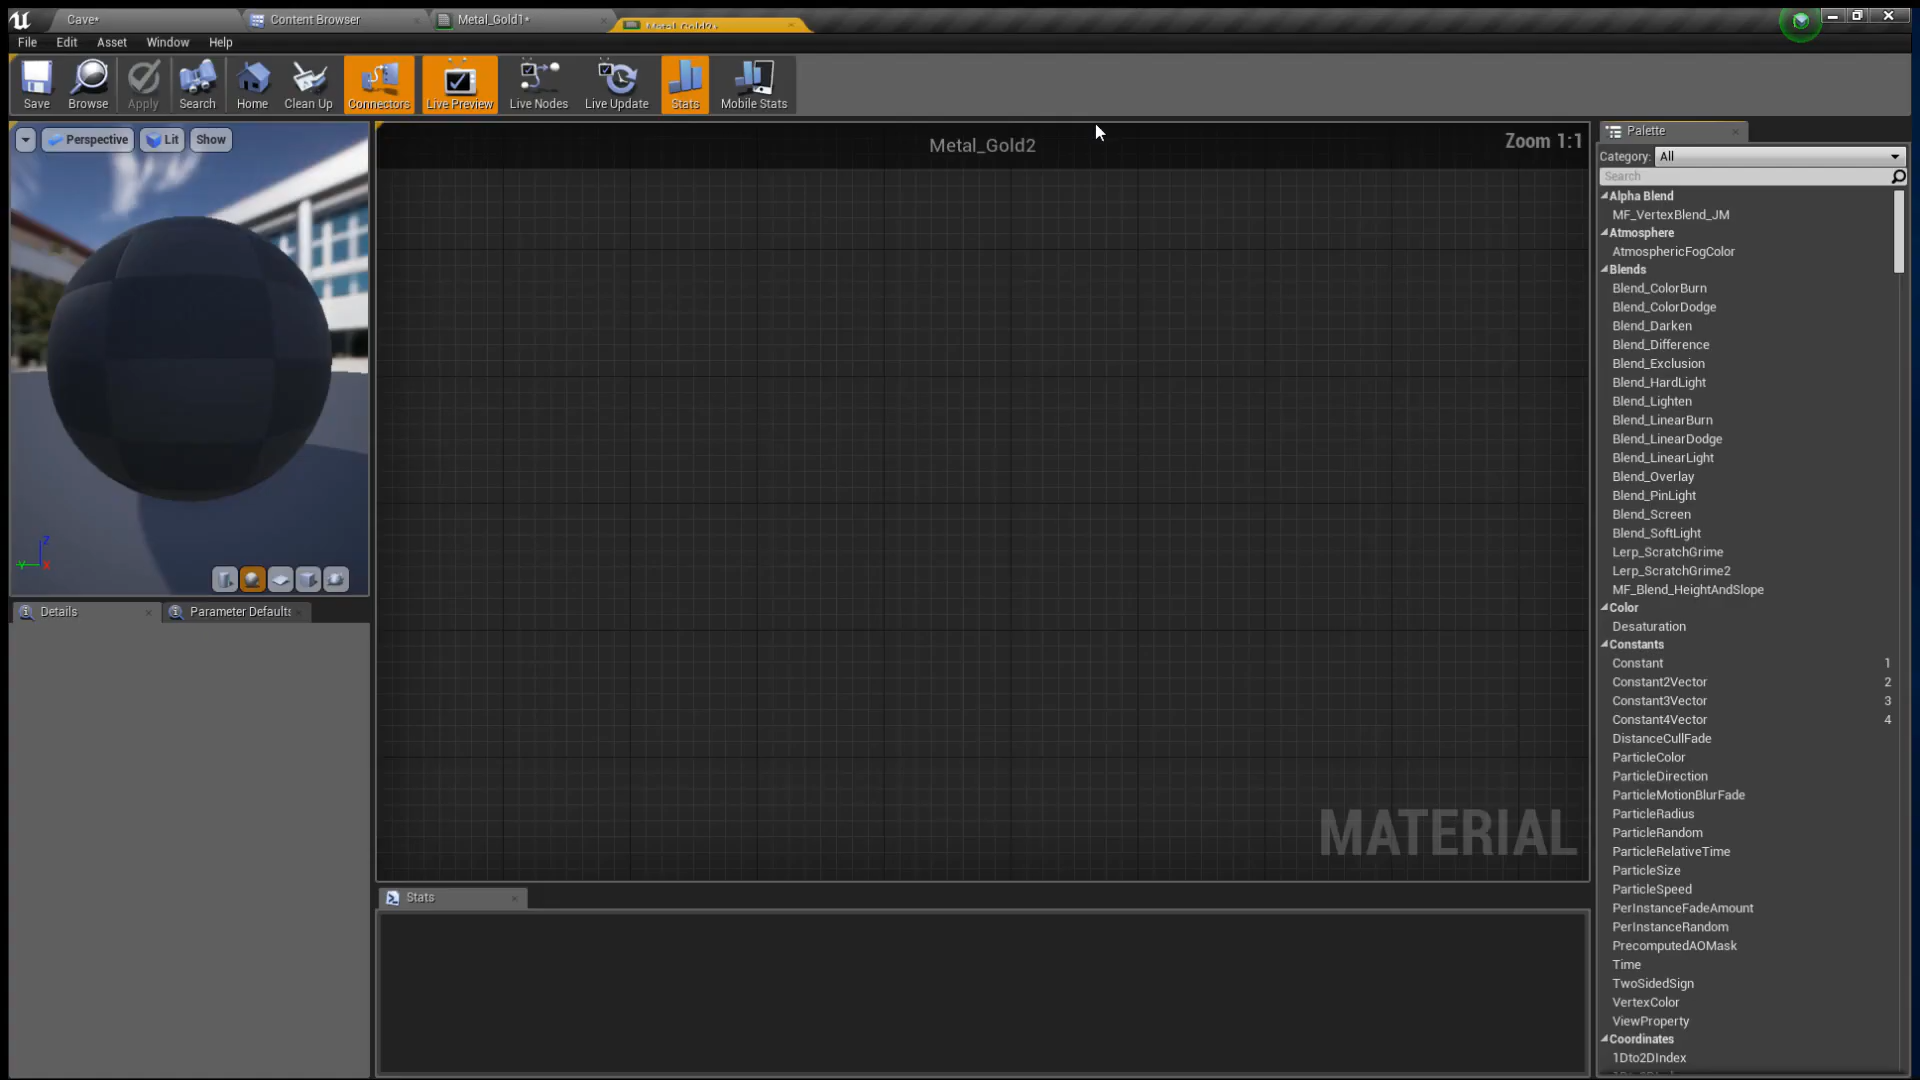 Cave*
Content Browser
Metal_Gold1*
Metal_Gold2*
File Edit Asset Window Help
Save Browse Apply Search Home Clean Up Connectors Live Preview Live Nodes Live Update Stats Mobile Stats
Perspective Lit Show
Metal_Gold2
Zoom 1:1
Palette
Category: All
Search
Alpha Blend
MF_VertexBlend_JM
Atmosphere
AtmosphericFogColor
Blends
Blend_ColorBurn
Blend_ColorDodge
Blend_Darken
Blend_Difference
Blend_Exclusion
Blend_HardLight
Blend_Lighten
Blend_LinearBurn
Blend_LinearDodge
Blend_LinearLight
Blend_Overlay
Blend_PinLight
Blend_Screen
Blend_SoftLight
Lerp_ScratchGrime
Lerp_ScratchGrime2
MF_Blend_HeightAndSlope
Color
Desaturation
Constants
Constant 1
Constant2Vector 2
Constant3Vector 3
Constant4Vector 4
DistanceCullFade
ParticleColor
ParticleDirection
ParticleMotionBlurFade
ParticleRadius
ParticleRandom
ParticleRelativeTime
ParticleSize
ParticleSpeed
PerInstanceFadeAmount
PerInstanceRandom
PrecomputedAOMask
Time
TwoSidedSign
VertexColor
ViewProperty
Coordinates
1Dto2DIndex
Z
Y
X
Details
Parameter Defaults
MATERIAL
Stats